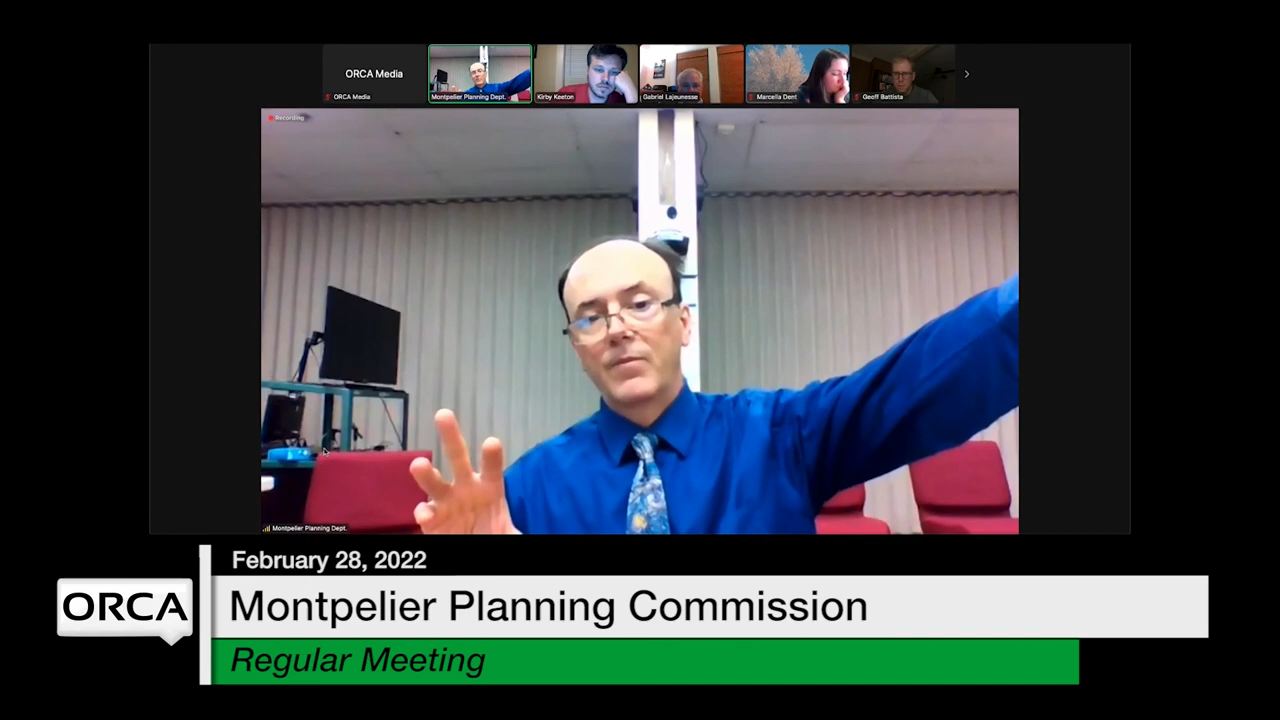 ORCA Media
ORCA Media
Montpelier Planning Dept.
Kirby Keeton
Gabriel Lajeunesse
Marcella Dent
Geoff Battista
Recording
Montpelier Planning Dept.
February 28, 2022
ORCA
Montpelier Planning Commission
Regular Meeting